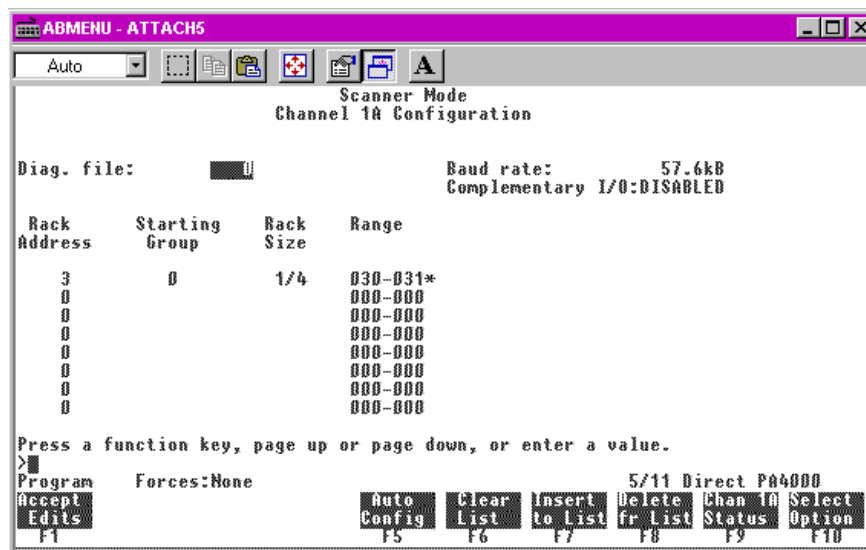 ABMENU - ATTACH5
Auto
A
Scanner Mode
Channel 1A Configuration
Diag. file: 0 Baud rate: 57.6kB
Complementary I/O:DISABLED
Rack Starting Rack Range
Address Group Size
3 0 1/4 030-031*
0 000-000
0 000-000
0 000-000
0 000-000
0 000-000
0 000-000
0 000-000
Press a function key, page up or page down, or enter a value.
>
Program Forces:None 5/11 Direct PA4000
Accept Auto Clear Insert Delete Chan 1A Select
Edits Config List to List fr List Status Option
F1 F5 F6 F7 F8 F9 F10